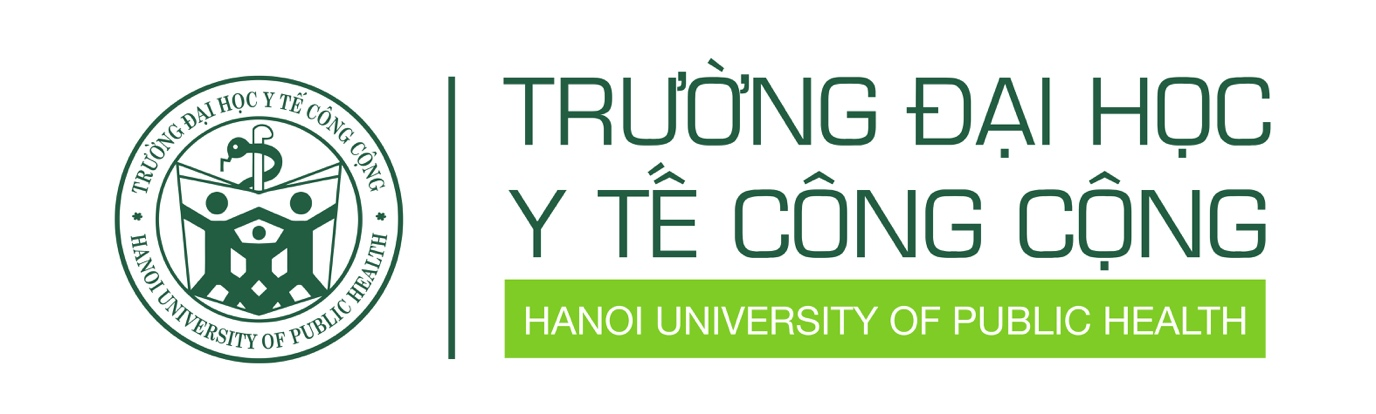 TRƯỜNG ĐẠI HỌC Y TẾ CÔNG CỘNG
HANOI UNIVERSITY OF PUBLIC HEALTH
TRƯỜNG ĐẠI HỌC
Y TẾ CÔNG CỘNG
HANOI UNIVERSITY OF PUBLIC HEALTH